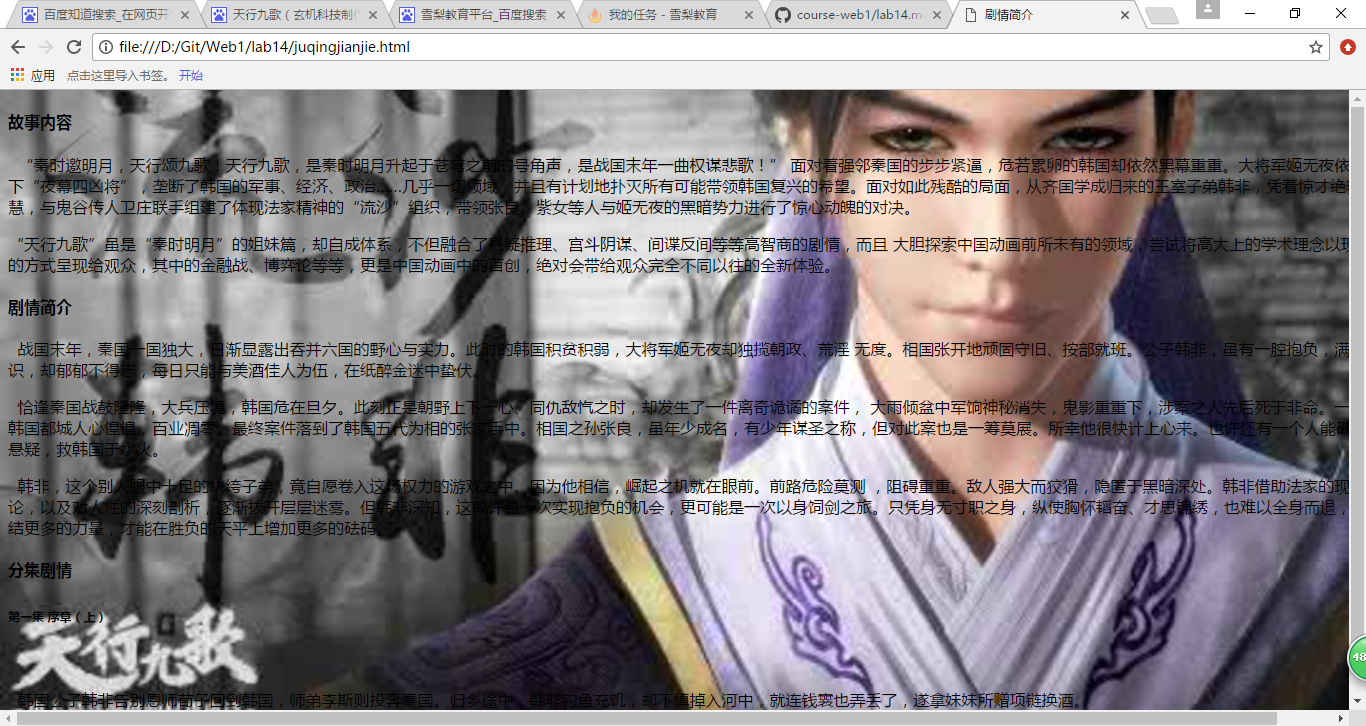 百度知道搜索_在网页开
天行九歌（玄机科技制作
雪梨教育平台_百度搜索
我的任务 - 雪梨教育
course-web1/lab14.m
剧情简介
file:///D:/Git/Web1/lab14/juqingjianjie.html
应用 点击这里导入书签。 开始
故事内容
“秦时邀明月，天行颂九歌！天行九歌，是秦时明月升起于苍穹之前的号角声，是战国末年一曲权谋悲歌！” 面对着强邻秦国的步步紧逼，危若累卵的韩国却依然黑幕重重。大将军姬无夜依
下“夜幕四凶将”，垄断了韩国的军事、经济、政治……几乎一切领域，并且有计划地扑灭所有可能带领韩国复兴的希望。面对如此残酷的局面，从齐国学成归来的王室子弟韩非，凭着惊才绝
慧，与鬼谷传人卫庄联手组建了体现法家精神的“流沙”组织，带领张良、紫女等人与姬无夜的黑暗势力进行了惊心动魄的对决。
“天行九歌”虽是“秦时明月”的姐妹篇，却自成体系，不但融合了悬疑推理、宫斗阴谋、间谍反间等等高智商的剧情，而且 大胆探索中国动画前所未有的领域，尝试将高大上的学术理念以现
的方式呈现给观众，其中的金融战、博弈论等等，更是中国动画中的首创，绝对会带给观众完全不同以往的全新体验。
剧情简介
战国末年，秦国一国独大，日渐显露出吞并六国的野心与实力。此时的韩国积贫积弱，大将军姬无夜却独揽朝政、荒淫 无度。相国张开地顽固守旧、按部就班。公子韩非，虽有一腔抱负，满
识，却郁郁不得志，每日只能与美酒佳人为伍，在纸醉金迷中蛰伏。
恰逢秦国战鼓隆隆，大兵压境，韩国危在旦夕。此刻正是朝野上下一心、同仇敌忾之时，却发生了一件离奇诡谲的案件， 大雨倾盆中军饷神秘消失，鬼影重重下，涉案之人先后死于非命。一
韩国都城人心惶惶，百业凋零。最终案件落到了韩国五代为相的张家手中。相国之孙张良，虽年少成名，有少年谋圣之称，但对此案也是一筹莫展。所幸他很快计上心来。也许还有一个人能破
悬疑，救韩国于水火。
韩非，这个别人眼中十足的纨绔子弟，竟自愿卷入这场权力的游戏之中。因为他相信，崛起之机就在眼前。前路危险莫测 ，阻碍重重。敌人强大而狡猾，隐匿于黑暗深处。韩非借助法家的现
论，以及对人性的深刻剖析，逐渐拨开层层迷雾。但韩非深知，这或许是一次实现抱负的机会，更可能是一次以身饲剑之旅。只凭身无寸职之身，纵使胸怀韬奋、才思锦绣，也难以全身而退，
结更多的力量，才能在胜负的天平上增加更多的砝码。
分集剧情
第一集 序章（上）
天行九歌
韩国公子韩非告别恩师荀子回到韩国，师弟李斯则投奔秦国。归乡途中，韩非钓鱼充饥，却不慎掉入河中，就连钱袋也弄丢了，遂拿妹妹所赠项链换酒。
48